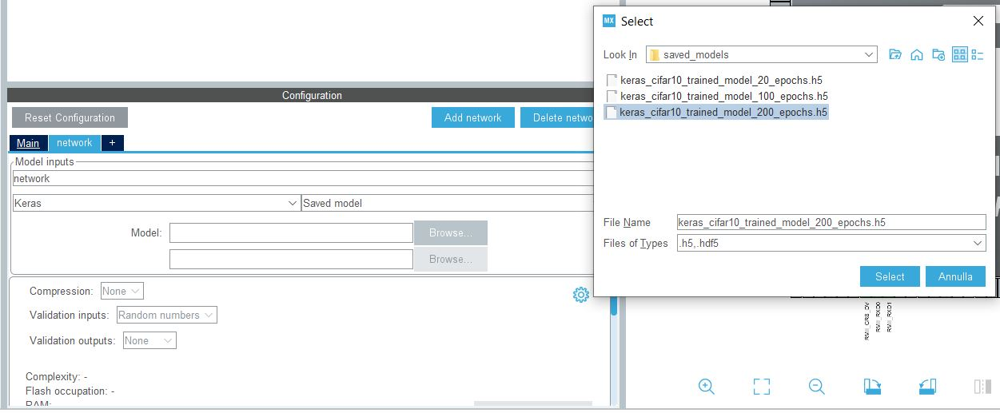 Configuration
Reset Configuration
Add network
Delete netwo
Main
network
+
Model inputs
network
Keras
Saved model
Model:
Browse...
Browse...
Compression:
None
Validation inputs:
Random numbers
Validation outputs:
None
Complexity: -
Flash occupation: -
RAM:
MX
Select
Look In
saved_models
keras_cifar10_trained_model_20_epochs.h5
keras_cifar10_trained_model_100_epochs.h5
keras_cifar10_trained_model_200_epochs.h5
File Name
keras_cifar10_trained_model_200_epochs.h5
Files of Types
.h5,.hdf5
Select
Annulla
RMII_CRS_DV
RMII_RXD0
RMII_RXD1